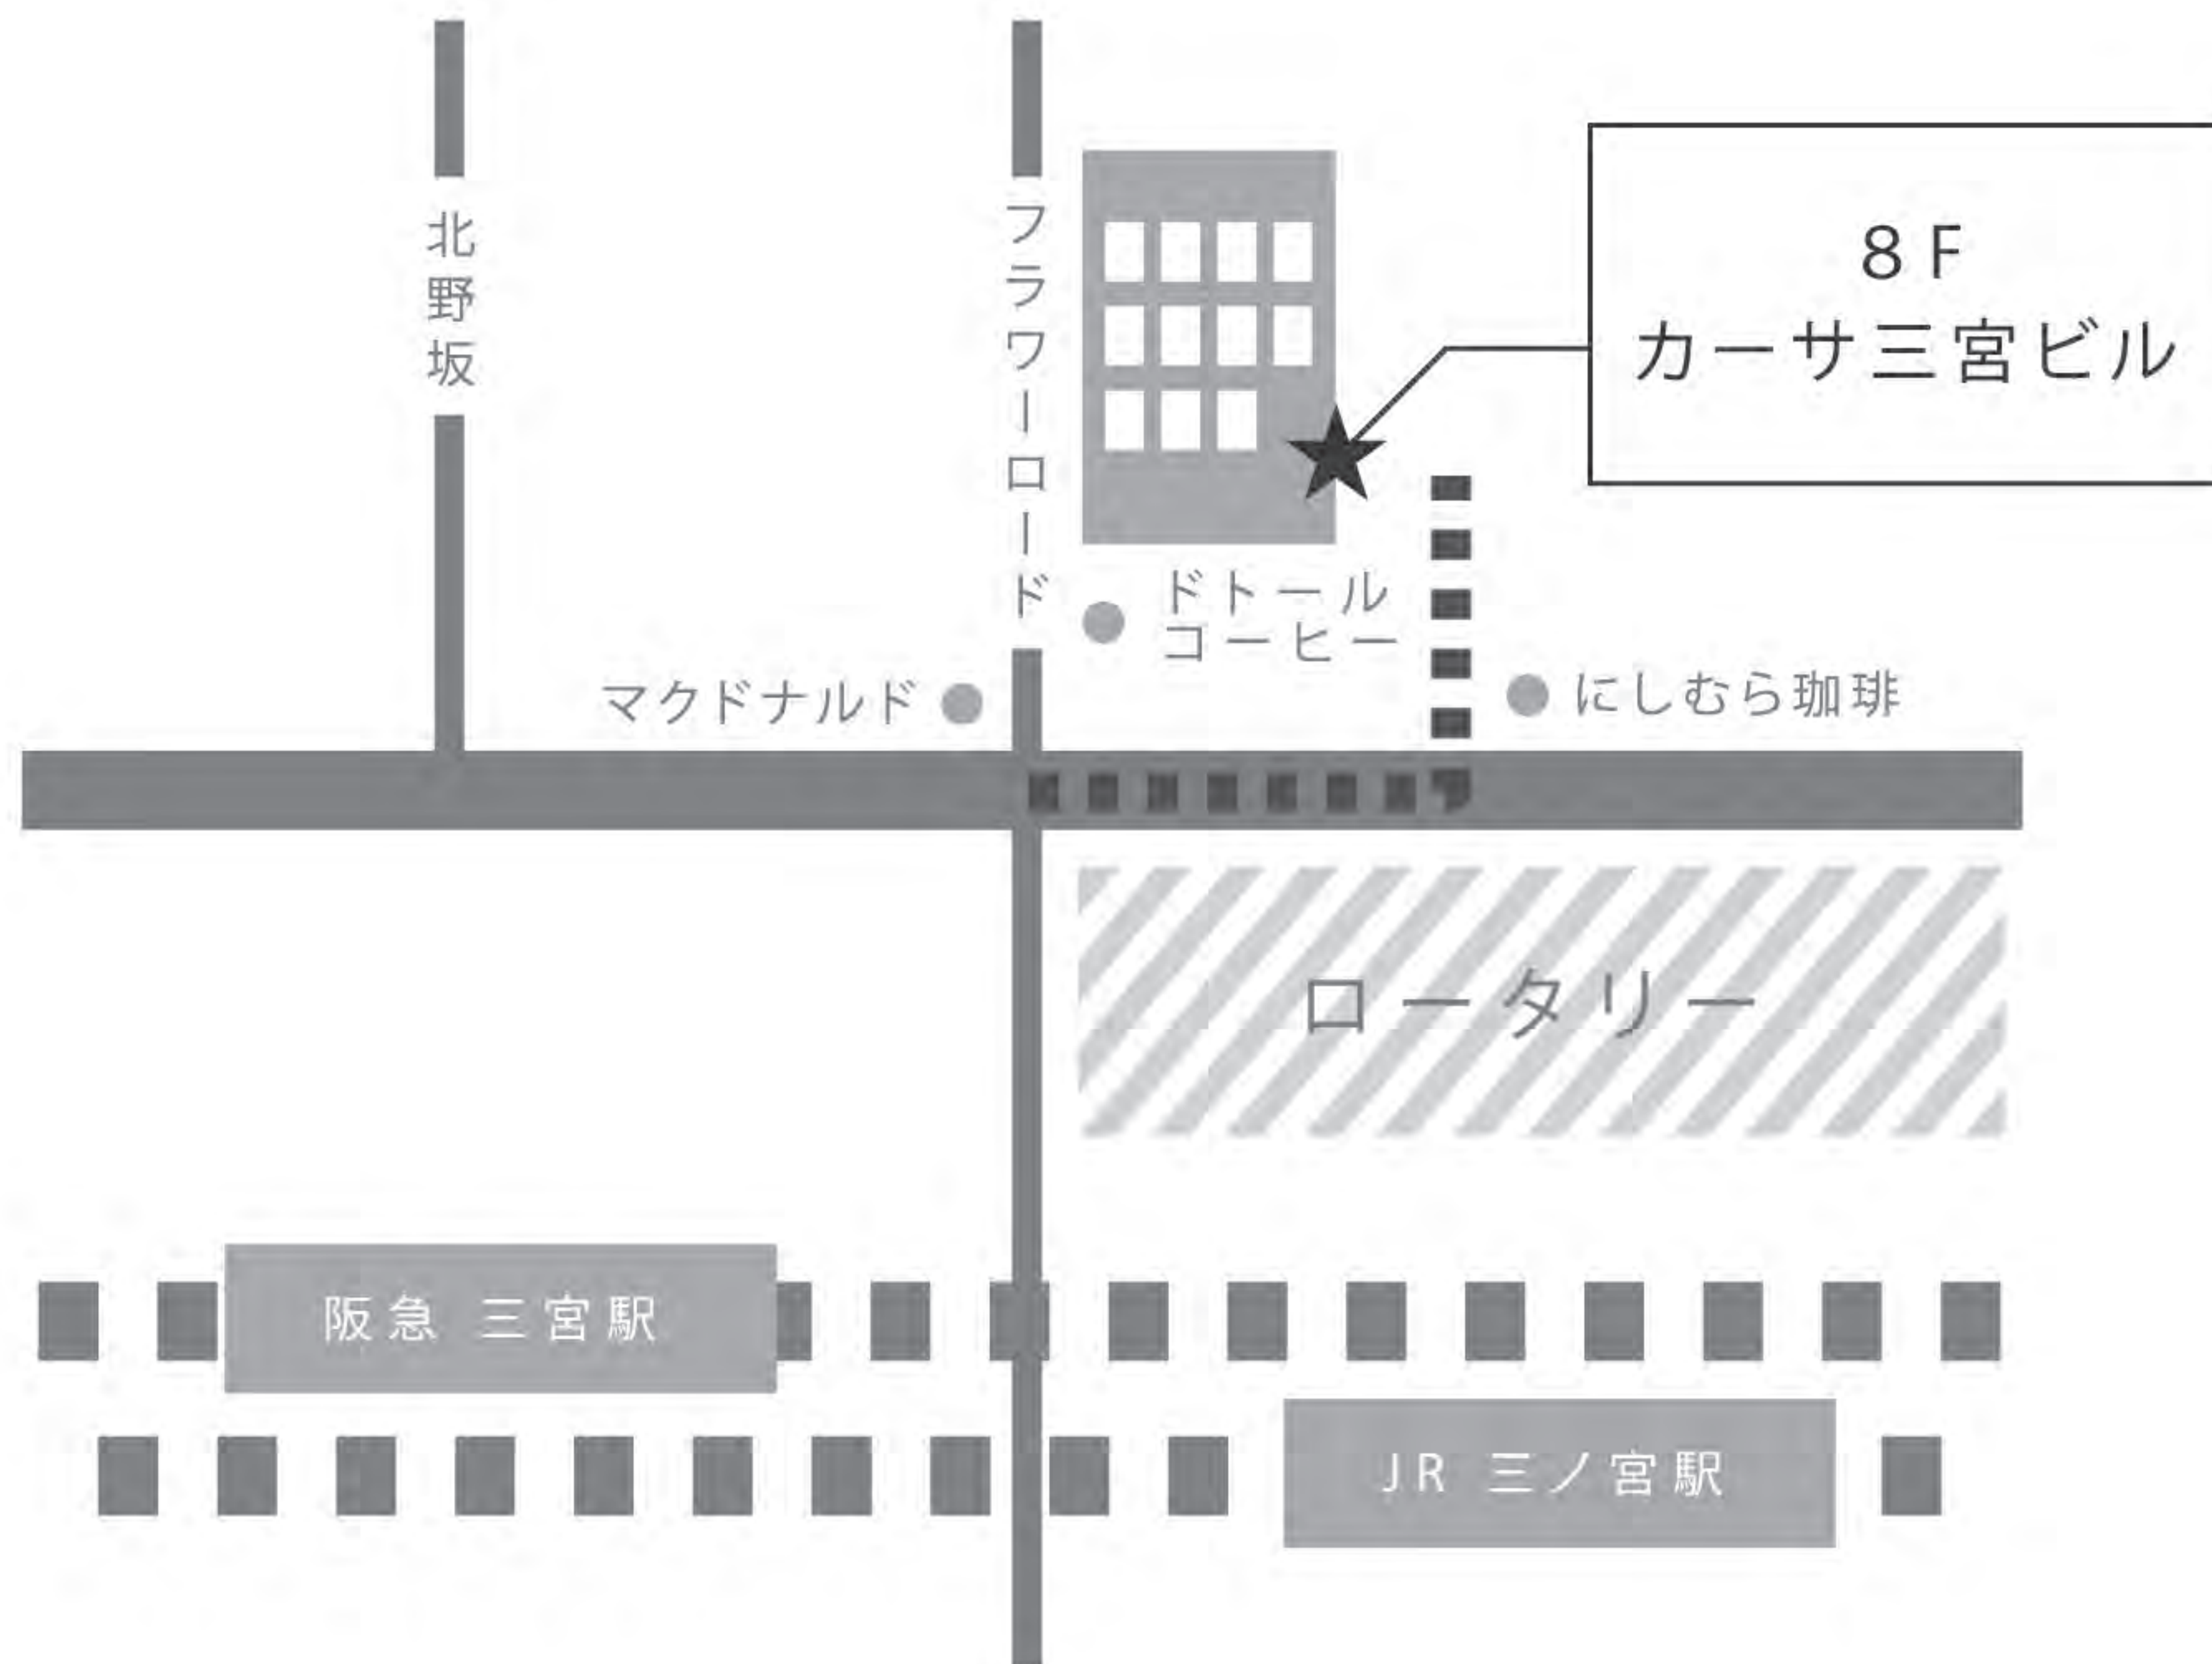 北野坂
フラワーロード
8F
カーサ三宮ビル
ドトール
コーヒー
マクドナルド
にしむら珈琲
ロータリー
阪急 三宮駅
JR 三ノ宮駅